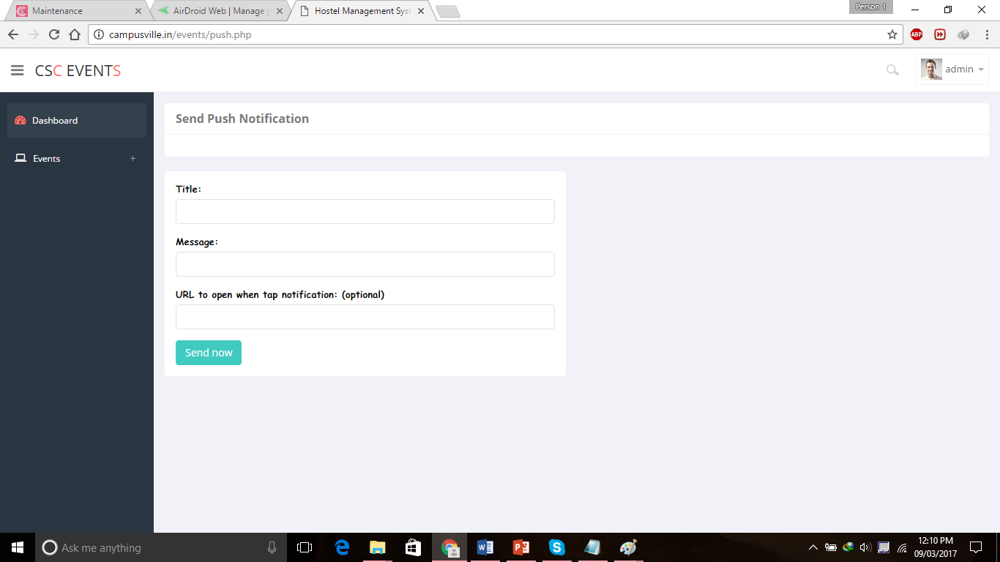 Person 1
Maintenance
AirDroid Web | Manage
Hostel Management Syst
campusville.in/events/push.php
ABP
CSC EVENTS
admin
Dashboard
Events +
Send Push Notification
Title:
Message:
URL to open when tap notification: (optional)
Send now
Ask me anything
12:10 PM
09/03/2017